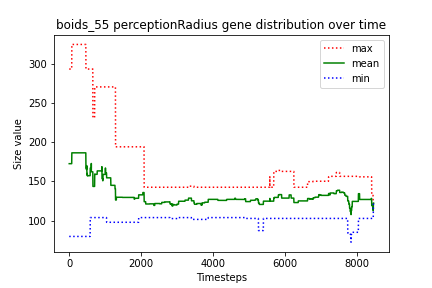 boids_55 perceptionRadius gene distribution over time
max
mean
min
300
250
200
150
100
Size value
0
2000
4000
6000
8000
Timesteps